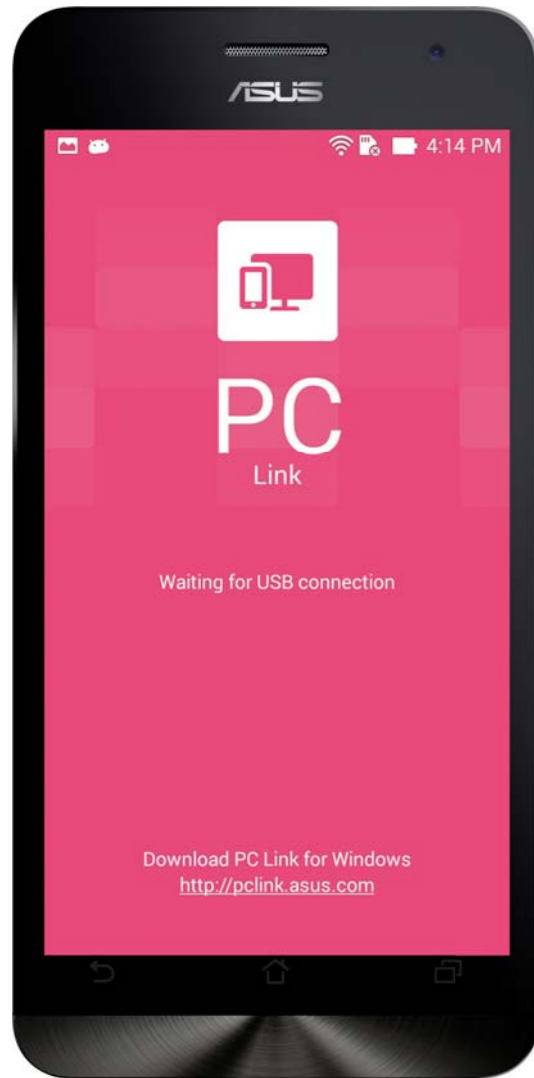 ASUS
4:14 PM
PC
Link
Waiting for USB connection
Download PC Link for Windows
http://pclink.asus.com